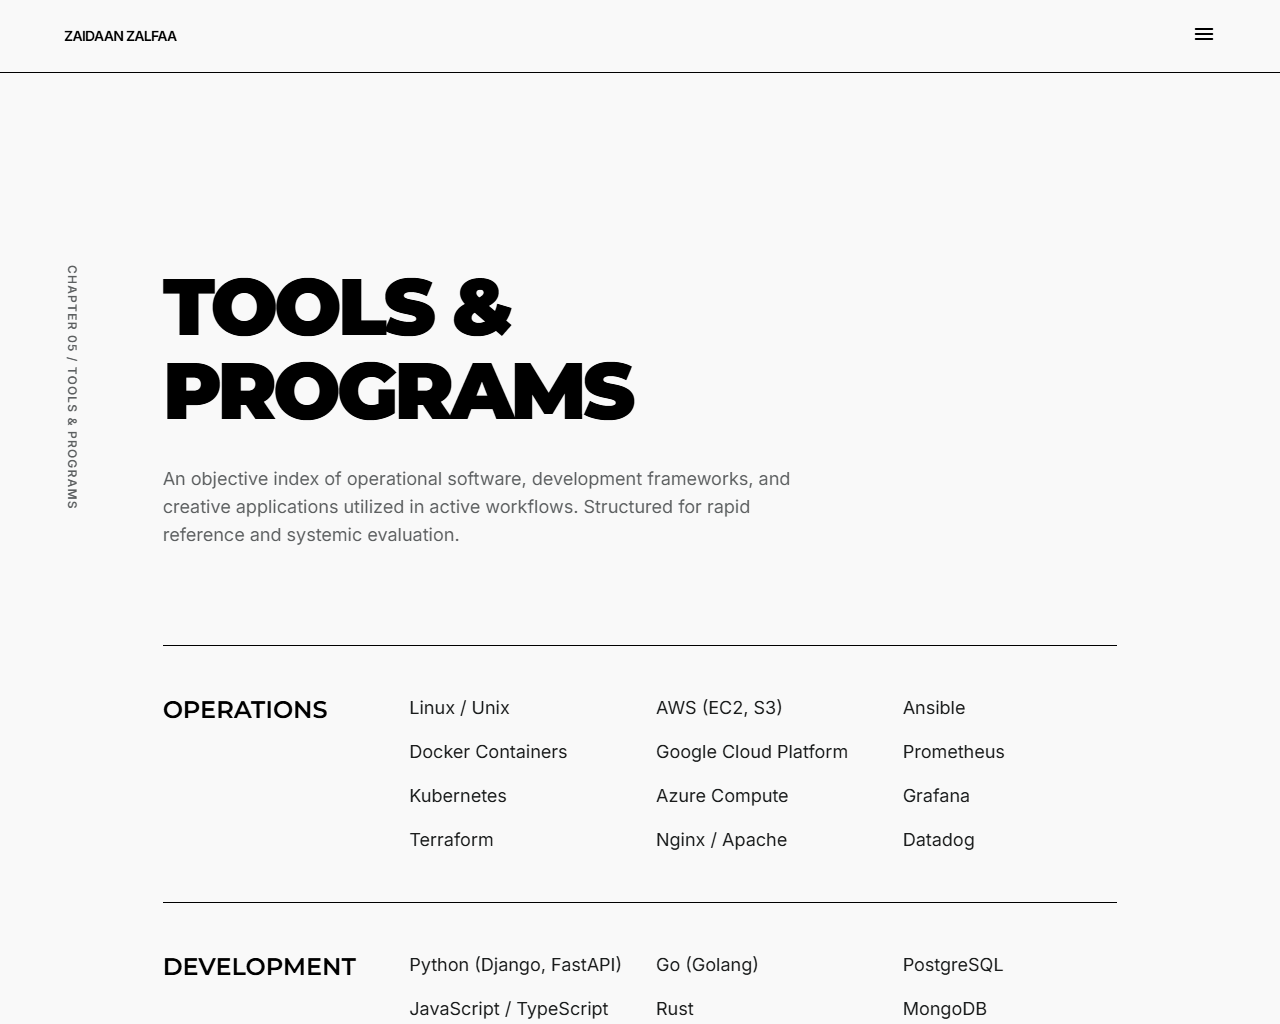 ZAIDAAN ZALFAA
CHAPTER 05 / TOOLS & PROGRAMS
TOOLS &
PROGRAMS
An objective index of operational software, development frameworks, and
creative applications utilized in active workflows. Structured for rapid
reference and systemic evaluation.
OPERATIONS
Linux / Unix
Docker Containers
Kubernetes
Terraform
AWS (EC2, S3)
Google Cloud Platform
Azure Compute
Nginx / Apache
Ansible
Prometheus
Grafana
Datadog
DEVELOPMENT
Python (Django, FastAPI)
JavaScript / TypeScript
Go (Golang)
Rust
PostgreSQL
MongoDB